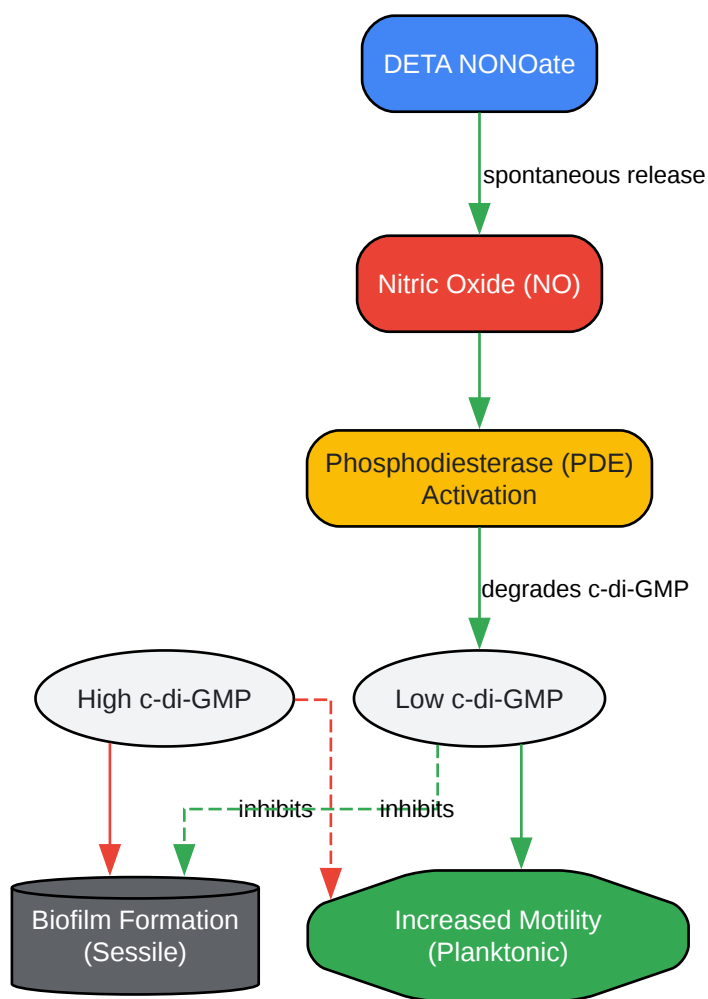 DETA NONOate
spontaneous release
Nitric Oxide (NO)
Phosphodiesterase (PDE)
Activation
degrades c-di-GMP
High c-di-GMP
Low c-di-GMP
inhibits
inhibits
Biofilm Formation
(Sessile)
Increased Motility
(Planktonic)